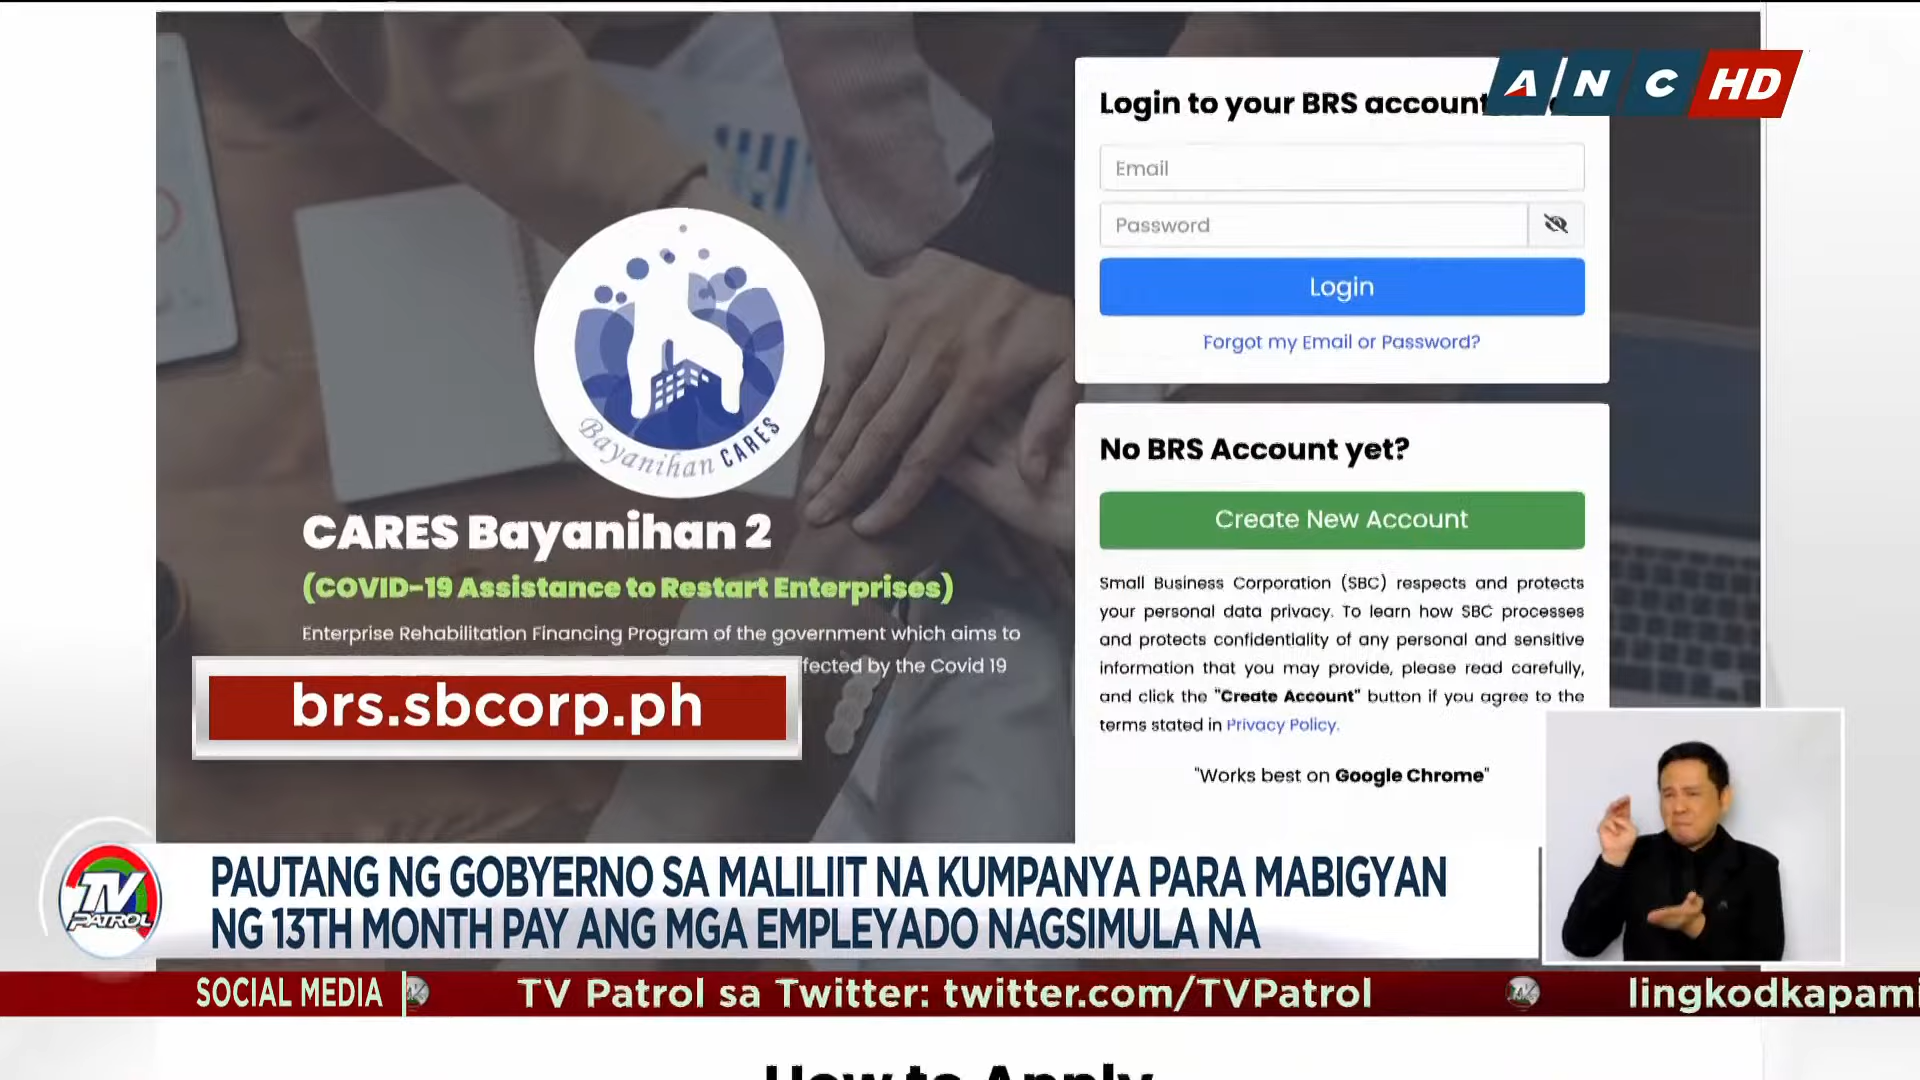 ANC HD
Login to your BRS account
Email
Password
Login
Forgot my Email or Password?
Bayanihan CARES
CARES Bayanihan 2
(COVID-19 Assistance to Restart Enterprises)
Enterprise Rehabilitation Financing Program of the government which aims to
fected by the Covid 19
brs.sbcorp.ph
No BRS Account yet?
Create New Account
Small Business Corporation (SBC) respects and protects
your personal data privacy. To learn how SBC processes
and protects confidentiality of any personal and sensitive
information that you may provide, please read carefully,
and click the "Create Account" button if you agree to the
terms stated in Privacy Policy.
"Works best on Google Chrome"
TV PATROL
PAUTANG NG GOBYERNO SA MALILIIT NA KUMPANYA PARA MABIGYAN
NG 13TH MONTH PAY ANG MGA EMPLEYADO NAGSIMULA NA
SOCIAL MEDIA TV Patrol sa Twitter: twitter.com/TVPatrol lingkodkapami
How to Apply